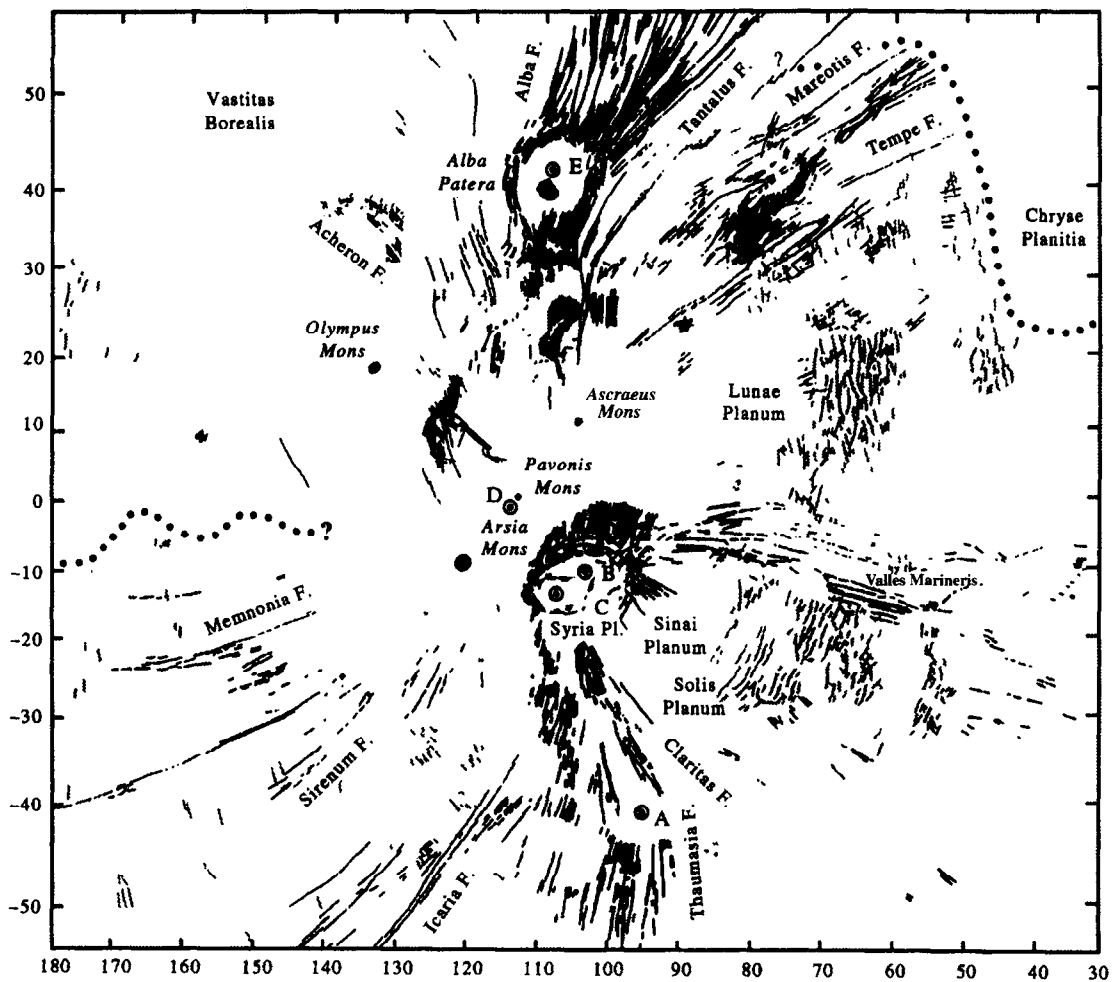 Alba F.
Tantalus F.
?
Mareotis F.
50
Vastitas
Borealis
Tempe F.
Alba
Patera
E
40
Acheron F.
Chryse
Planitia
30
Olympus
Mons
20
Ascraeus
Mons
Lunae
Planum
10
Pavonis
Mons
D
0
Arsia
Mons
?
B
-10
Valles Marineris.
C
Memnonia F.
Syria Pl.
Sinai
Planum
-20
Solis
Planum
-30
Sirenum F.
Claritas F.
-40
A
Thaumasia F.
Icaria F.
-50
180 170 160 150 140 130 120 110 100 90 80 70 60 50 40 30